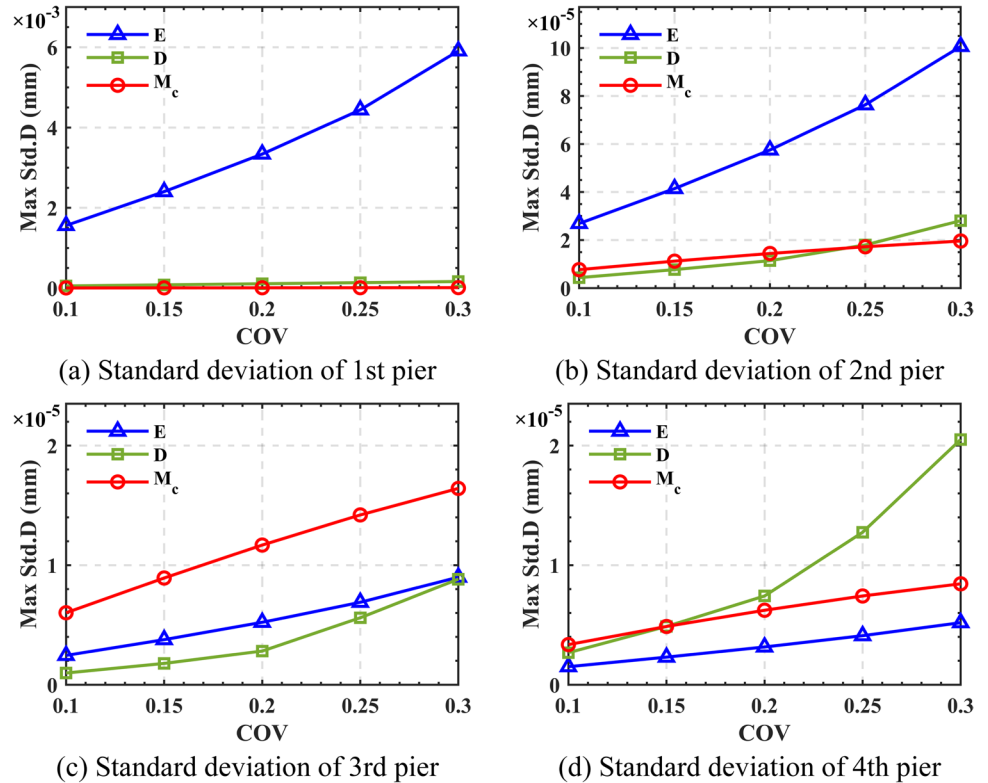 ×10⁻³
6
4
2
0
Max Std.D (mm)
E
D
M_c
0.1 0.15 0.2 0.25 0.3
COV
(a) Standard deviation of 1st pier
×10⁻⁵
10
8
6
4
2
0
Max Std.D (mm)
E
D
M_c
0.1 0.15 0.2 0.25 0.3
COV
(b) Standard deviation of 2nd pier
×10⁻⁵
2
1
0
Max Std.D (mm)
E
D
M_c
0.1 0.15 0.2 0.25 0.3
COV
(c) Standard deviation of 3rd pier
×10⁻⁵
2
1
0
Max Std.D (mm)
E
D
M_c
0.1 0.15 0.2 0.25 0.3
COV
(d) Standard deviation of 4th pier